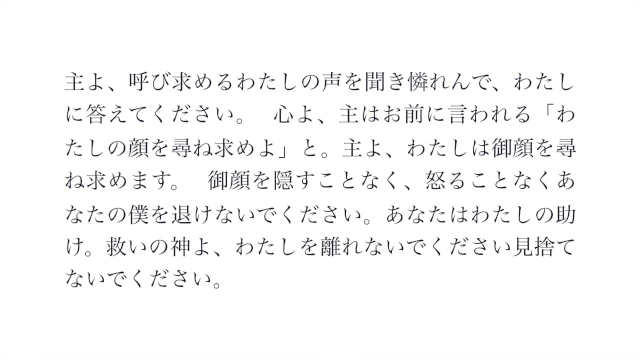 主よ、呼び求めるわたしの声を聞き憐れんで、わたし
に答えてください。　心よ、主はお前に言われる「わ
たしの顔を尋ね求めよ」と。主よ、わたしは御顔を尋
ね求めます。　御顔を隠すことなく、怒ることなくあ
なたの僕を退けないでください。あなたはわたしの助
け。救いの神よ、わたしを離れないでください見捨て
ないでください。